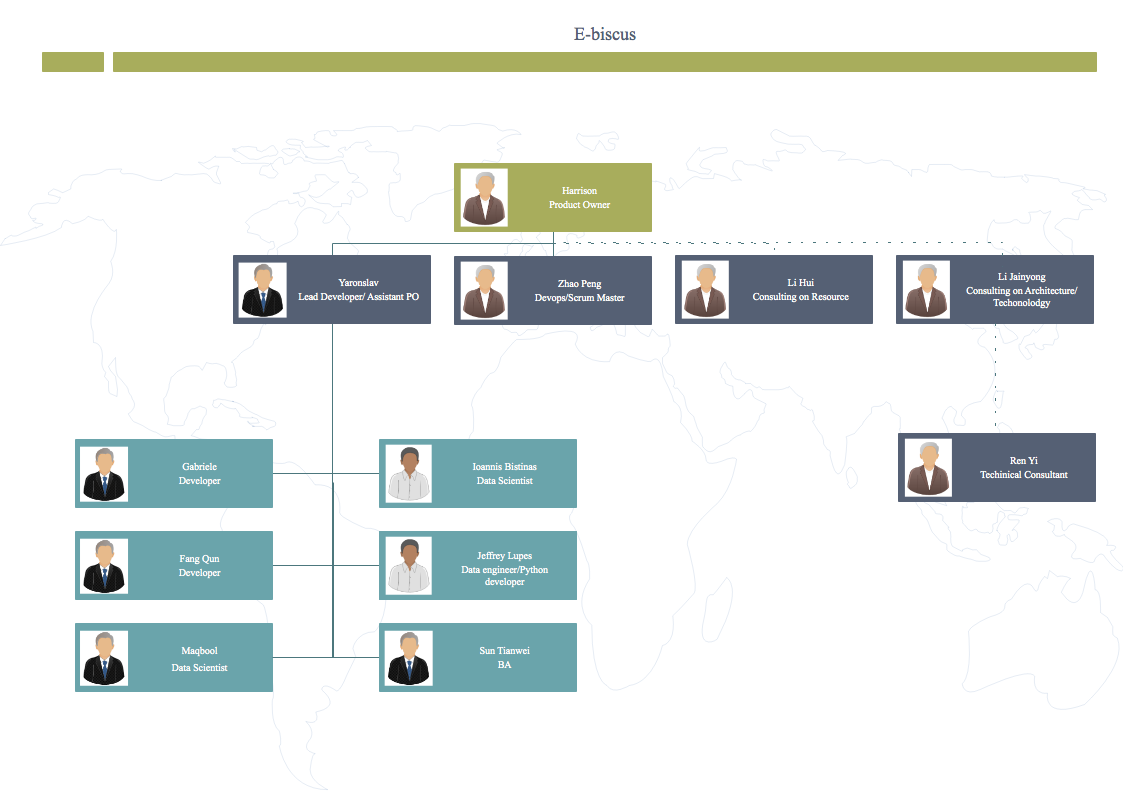 E-biscus
Harrison
Product Owner
Yaronslav
Lead Developer/ Assistant PO
Zhao Peng
Devops/Scrum Master
Li Hui
Consulting on Resource
Li Jainyong
Consulting on Architecture/
Techonolodgy
Gabriele
Developer
Ioannis Bistinas
Data Scientist
Ren Yi
Techinical Consultant
Fang Qun
Developer
Jeffrey Lupes
Data engineer/Python
developer
Maqbool
Data Scientist
Sun Tianwei
BA